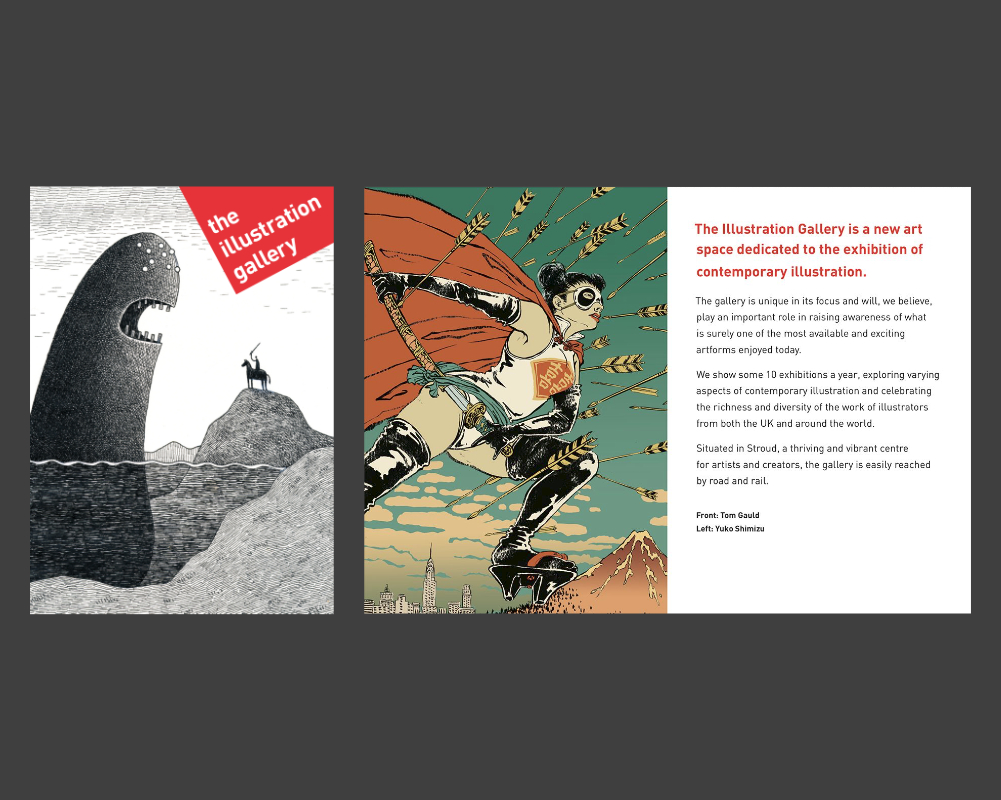 the
illustration
gallery
The Illustration Gallery is a new art
space dedicated to the exhibition of
contemporary illustration.
The gallery is unique in its focus and will, we believe,
play an important role in raising awareness of what
is surely one of the most available and exciting
artforms enjoyed today.
We show some 10 exhibitions a year, exploring varying
aspects of contemporary illustration and celebrating
the richness and diversity of the work of illustrators
from both the UK and around the world.
Situated in Stroud, a thriving and vibrant centre
for artists and creators, the gallery is easily reached
by road and rail.
Front: Tom Gauld
Left: Yuko Shimizu